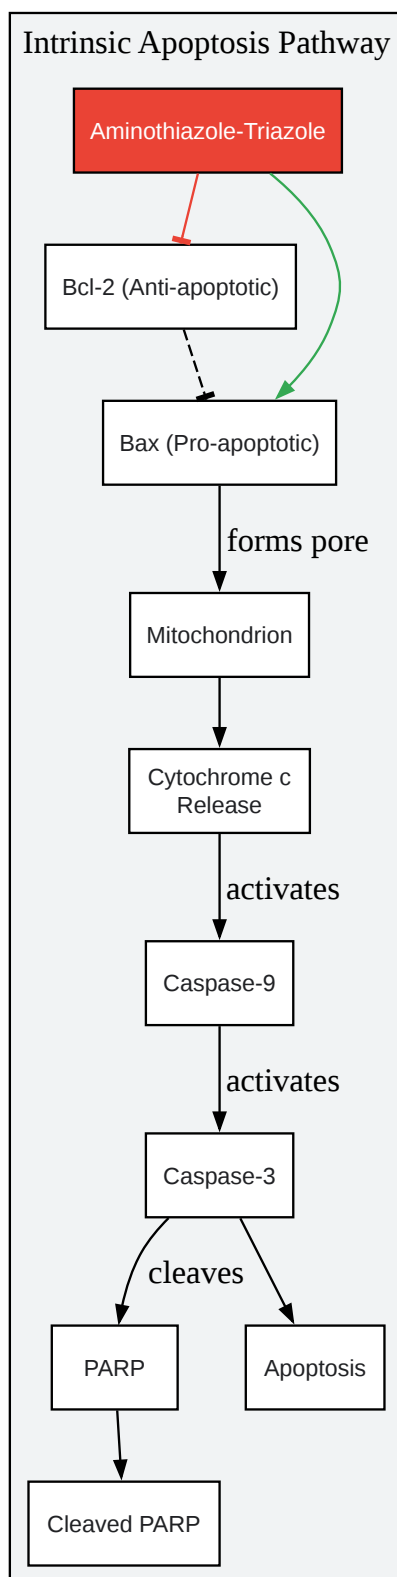 Intrinsic Apoptosis Pathway
Aminothiazole-Triazole
Bcl-2 (Anti-apoptotic)
Bax (Pro-apoptotic)
forms pore
Mitochondrion
Cytochrome c
Release
activates
Caspase-9
activates
Caspase-3
cleaves
PARP
Apoptosis
Cleaved PARP